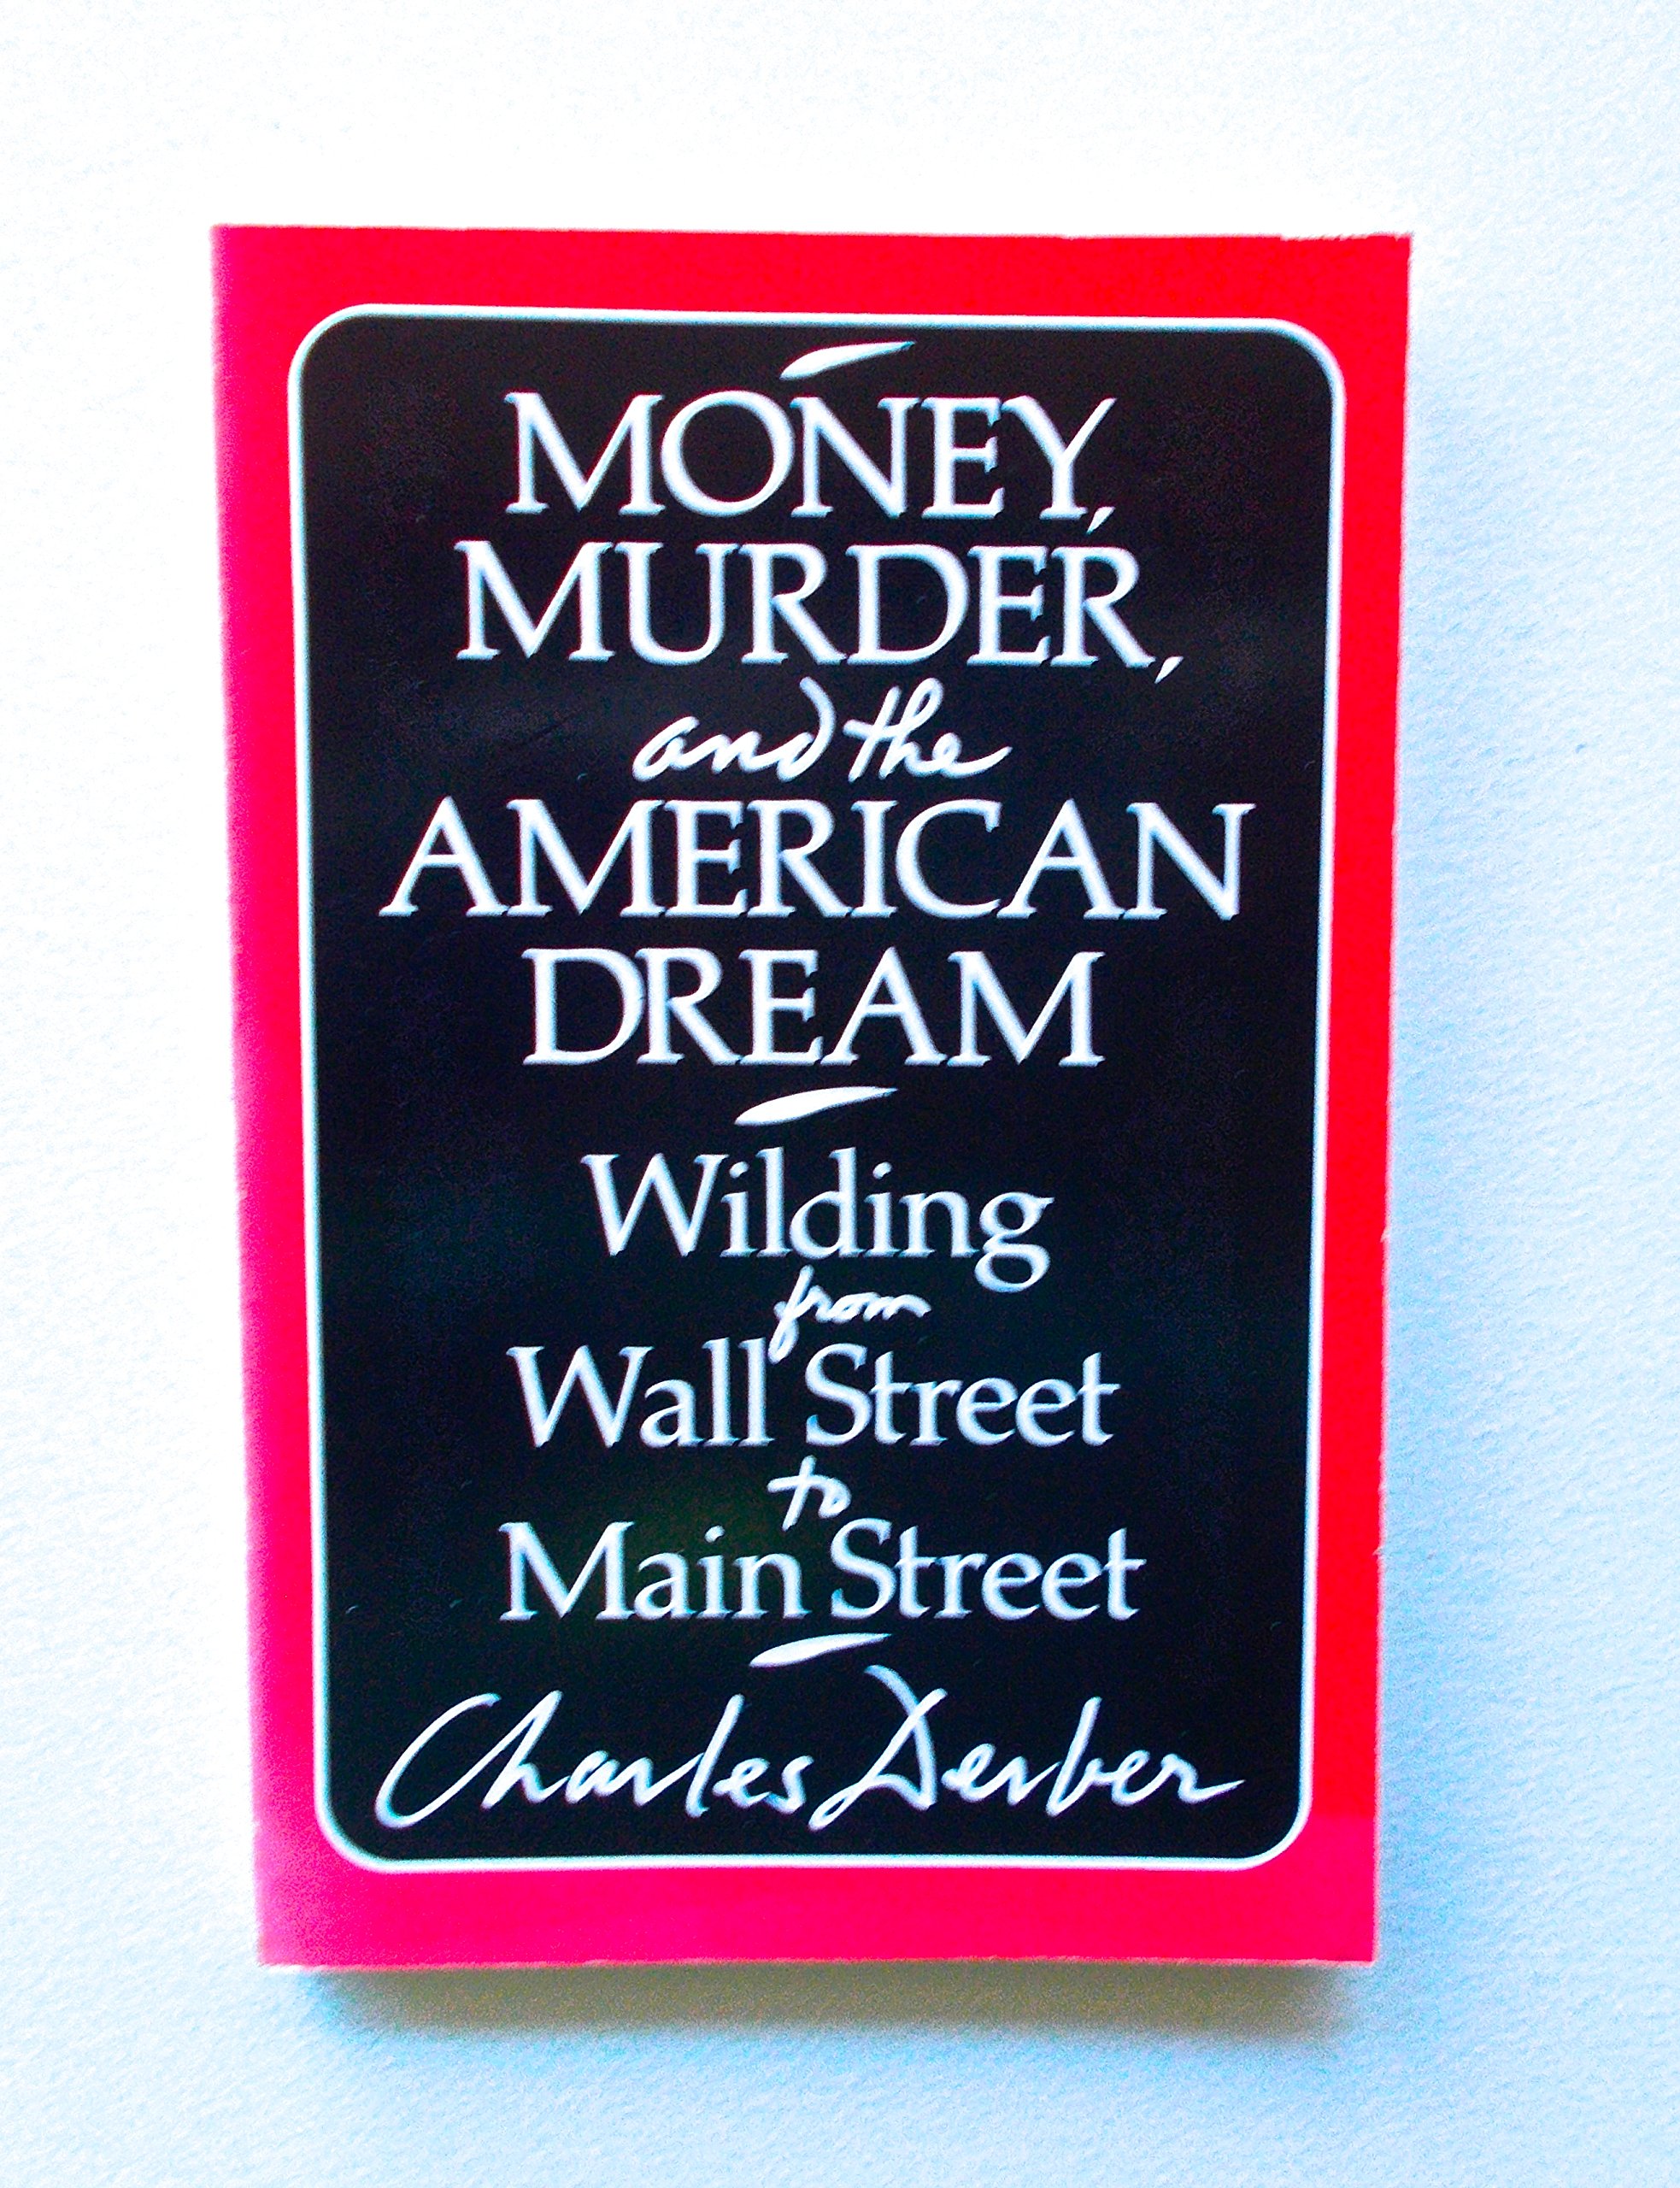 MONEY,
MURDER,
and the
AMERICAN
DREAM
Wilding
from
Wall Street
to
Main Street
Charles Derber